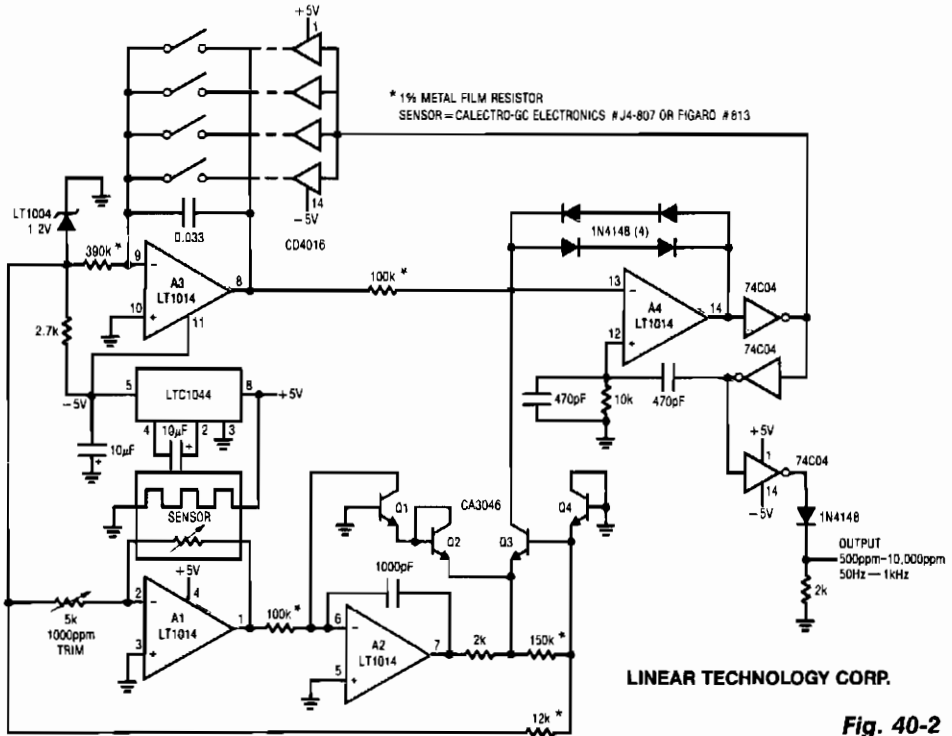 +5V
1
* 1% METAL FILM RESISTOR
SENSOR = CALECTRO-GC ELECTRONICS #J4-807 OR FIGARO #813
14
-5V
CD4016
LT1004
1 2V
0.033
390k *
9
A3
LT1014
8
10
11
2.7k
100k *
1N4148 (4)
13
A4
LT1014
14
12
74C04
74C04
470pF
10k
470pF
-5V
5
LTC1044
8
+5V
4
2
3
10μF
10μF
SENSOR
+5V
1
74C04
14
-5V
1N4148
OUTPUT
500ppm-10,000ppm
50Hz — 1kHz
2k
Q1
Q2
CA3046
Q3
Q4
1000pF
5k
1000ppm
TRIM
2
+5V
4
A1
LT1014
1
3
100k *
6
A2
LT1014
7
5
2k
150k *
12k *
LINEAR TECHNOLOGY CORP.
Fig. 40-2